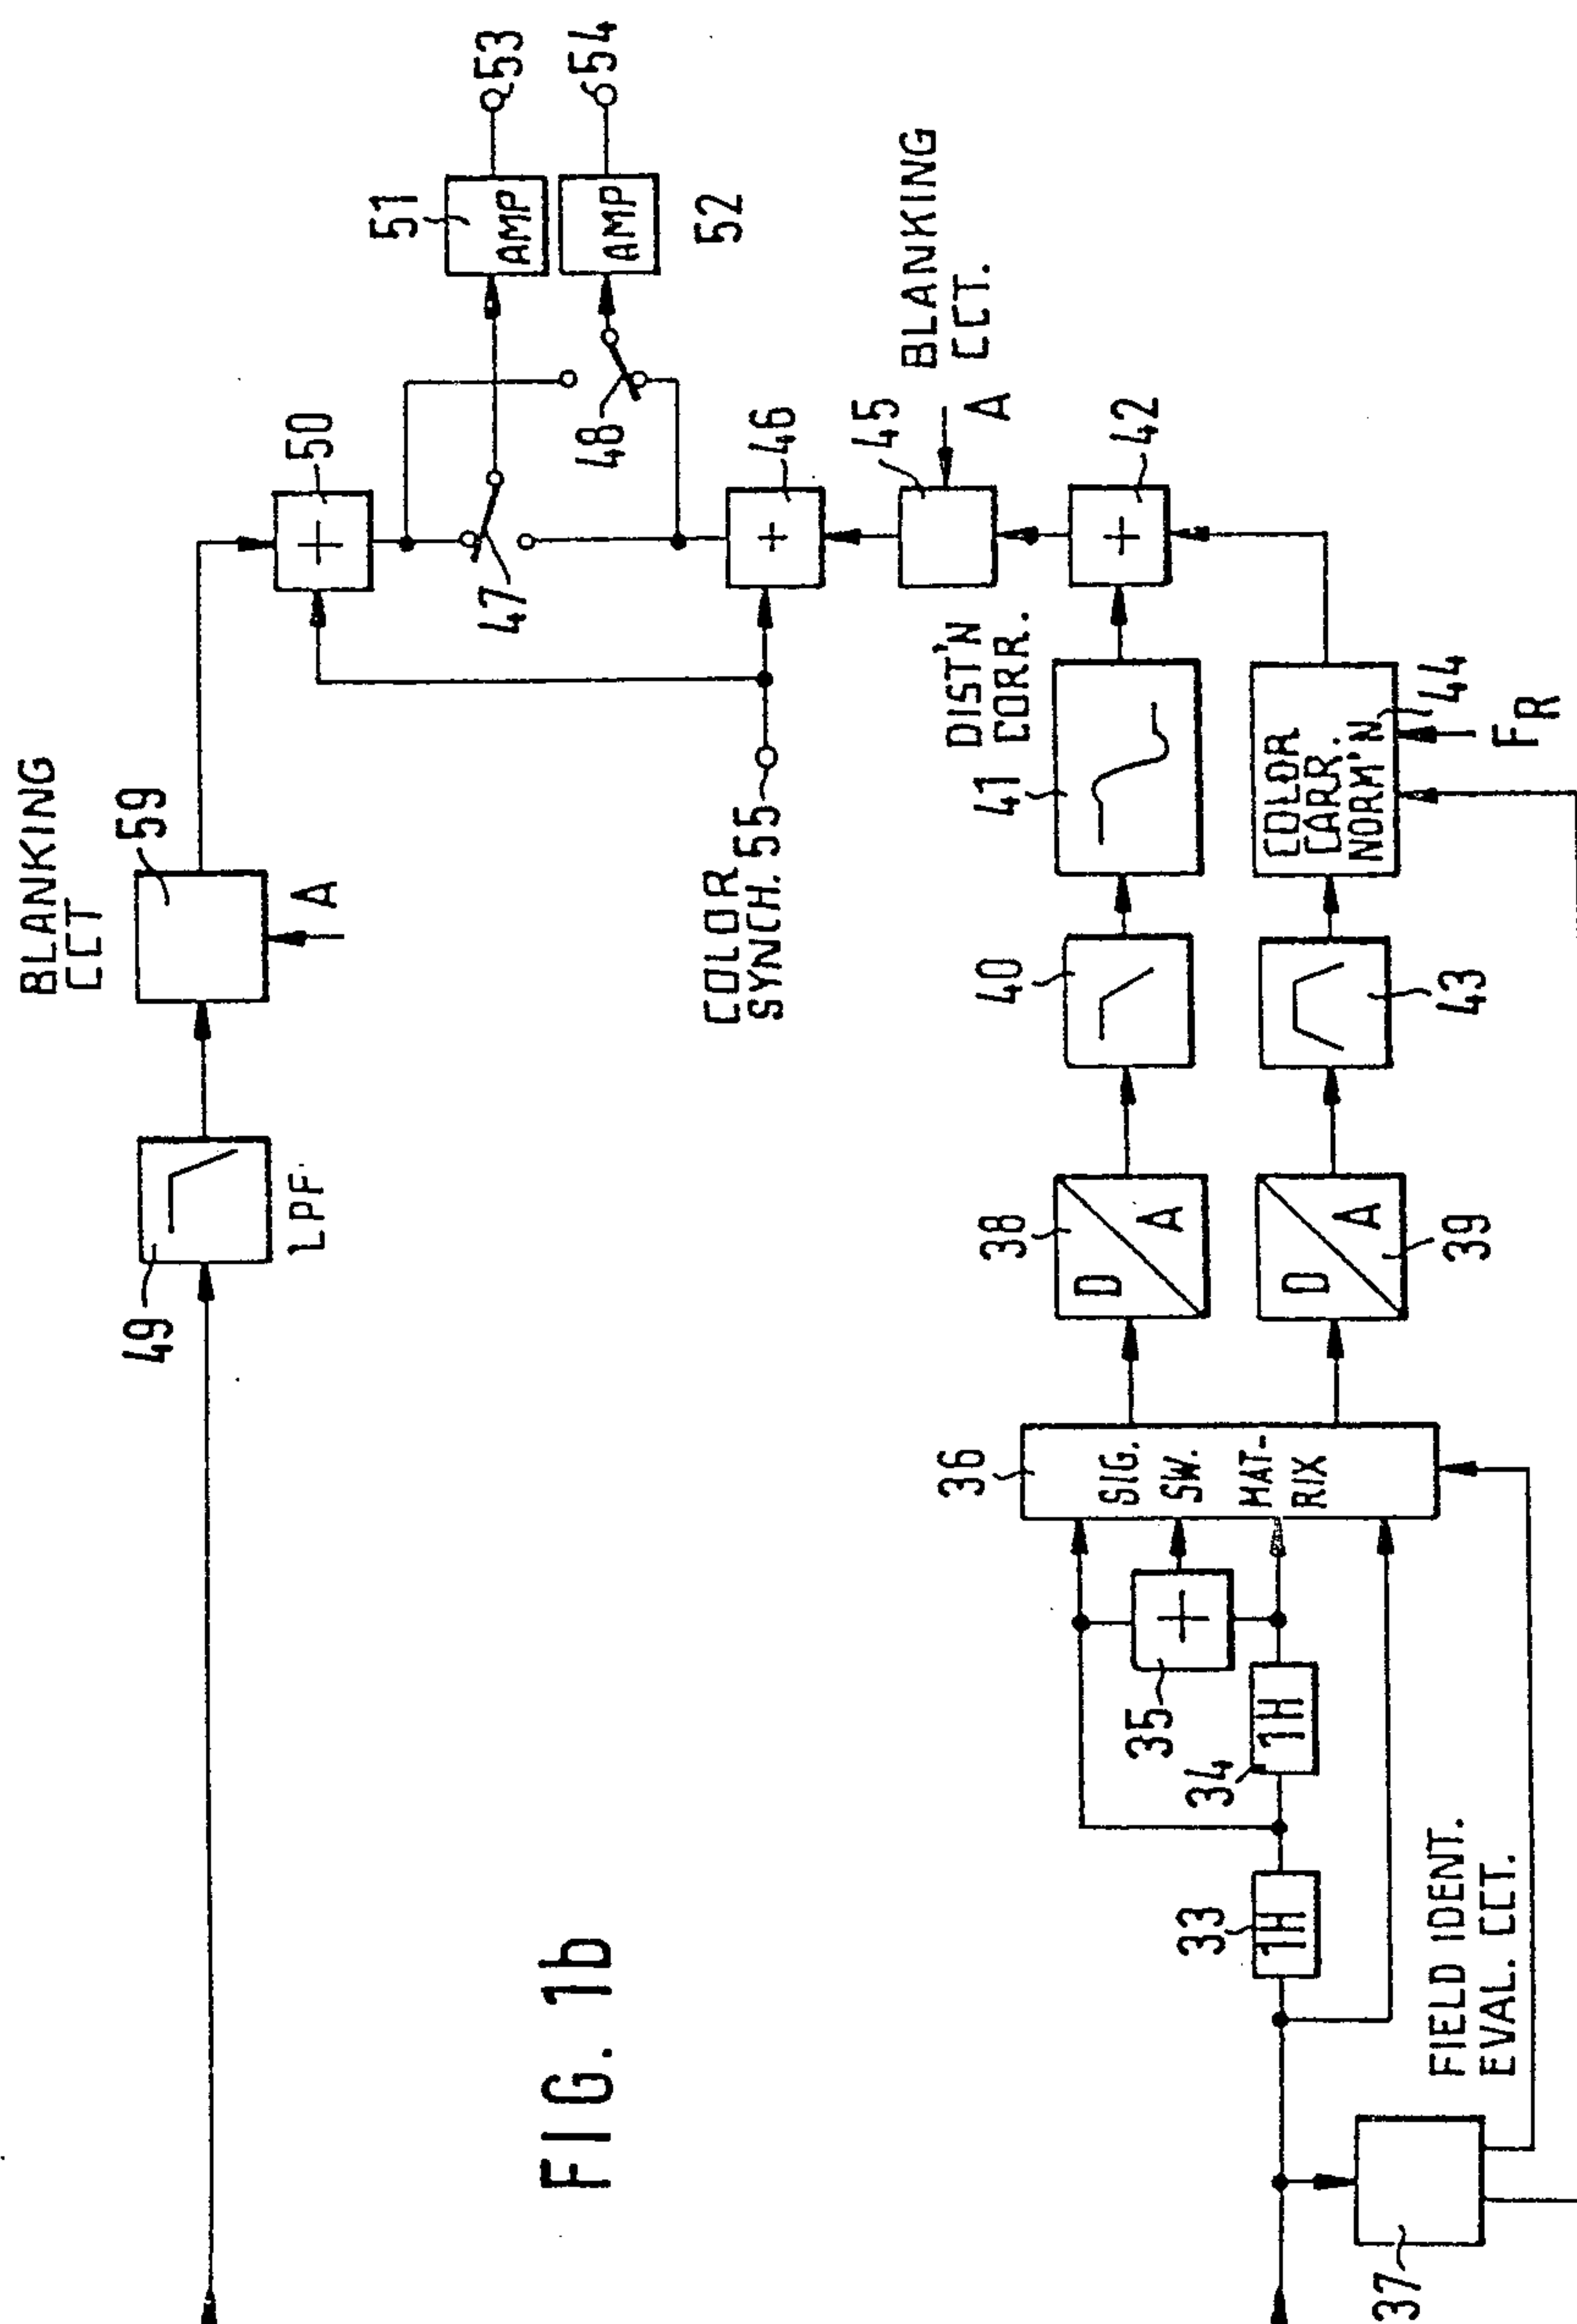 BLANKING
CCT
59
A
49
LPF
50
47
48
51
AMP
53
AMP
54
52
COLOR
SYNCH. 55
46
BLANKING
CCT.
45
A
42
DIST'N
CORR.
41
COLOR
CARR.
NORM'N
44
FR
40
43
38
D
A
D
A
39
36
SIG.
SW.
MAT-
RIX
35
34
1H
33
1H
FIELD IDENT.
EVAL. CCT.
37
FIG. 1b